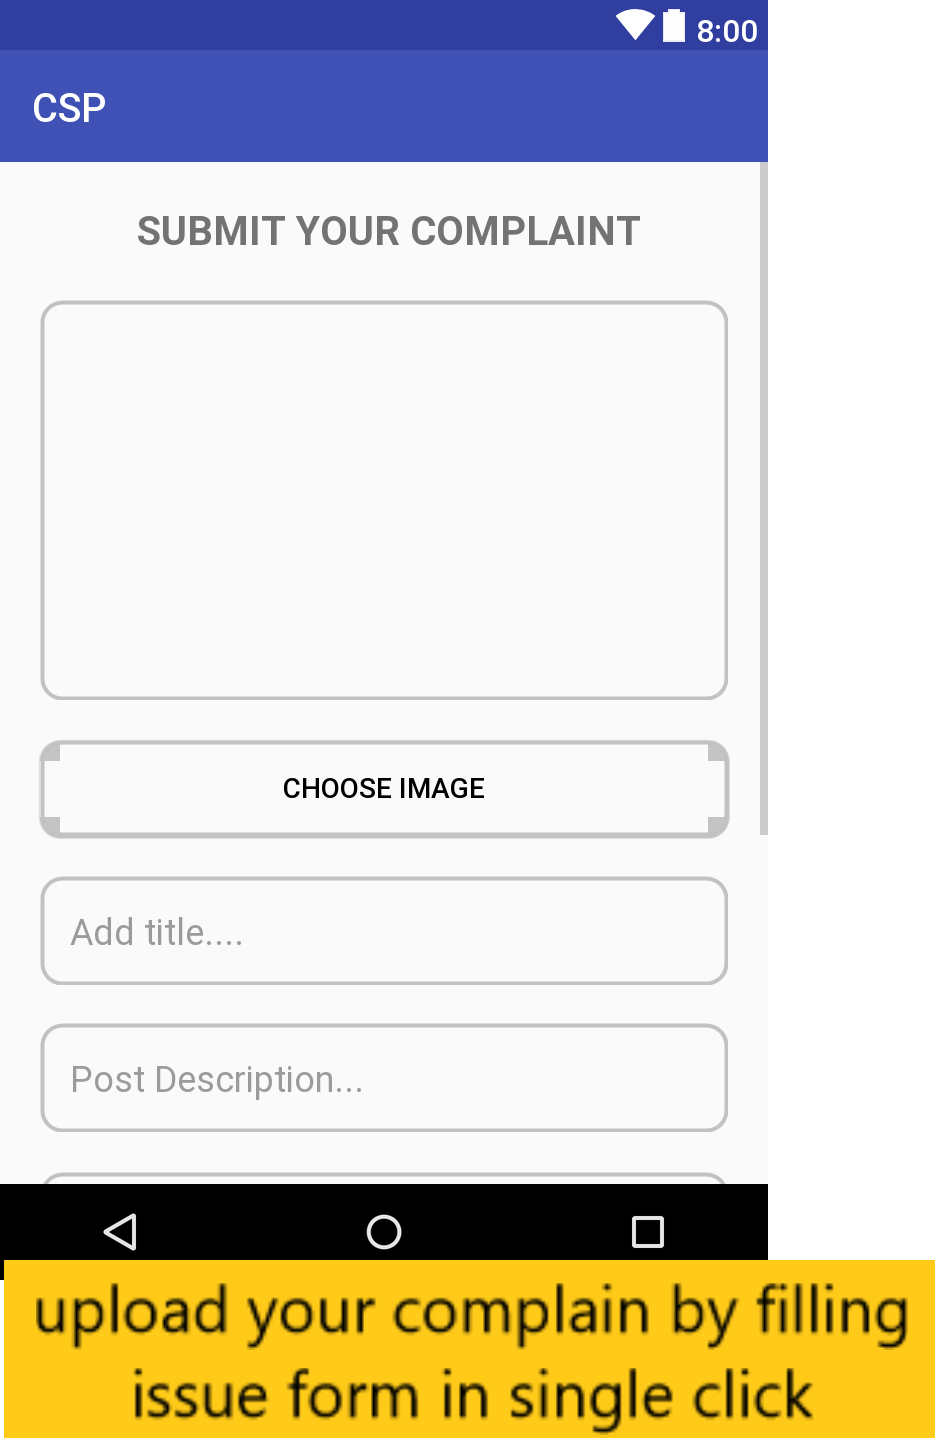 8:00
CSP
SUBMIT YOUR COMPLAINT
CHOOSE IMAGE
Add title....
Post Description...
upload your complain by filling
issue form in single click